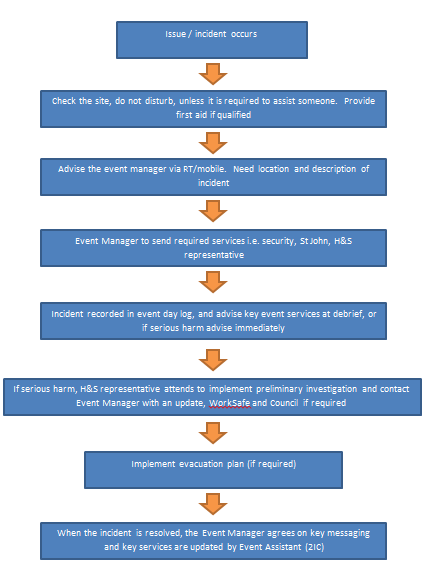 Issue / incident occurs
Check the site, do not disturb, unless it is required to assist someone. Provide
first aid if qualified
Advise the event manager via RT/mobile. Need location and description of
incident
Event Manager to send required services i.e. security, St John, H&S
representative
Incident recorded in event day log, and advise key event services at debrief, or
if serious harm advise immediately
If serious harm, H&S representative attends to implement preliminary investigation and contact
Event Manager with an update, WorkSafe and Council if required
Implement evacuation plan (if required)
When the incident is resolved, the Event Manager agrees on key messaging
and key services are updated by Event Assistant (2IC)